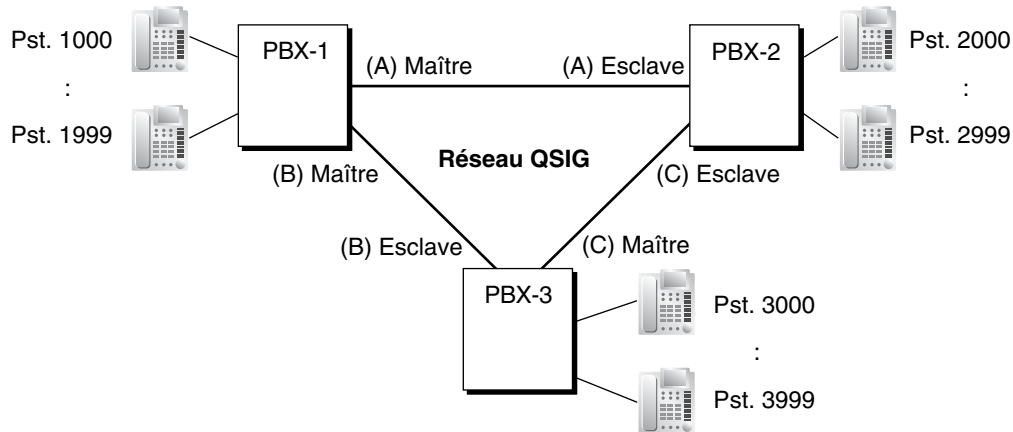 Pst. 1000
:
Pst. 1999
PBX-1
(A) Maître
(A) Esclave
PBX-2
Pst. 2000
:
Pst. 2999
Réseau QSIG
(B) Maître
(C) Esclave
(B) Esclave
(C) Maître
PBX-3
Pst. 3000
:
Pst. 3999